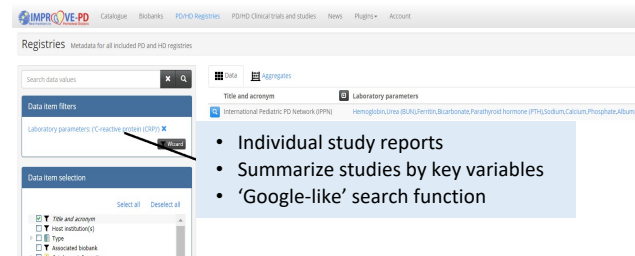 IMPROVE-PD Catalogue Biobanks PD/HD Registries PD/HD Clinical trials and studies News Plugins Account
Registries Metadata for all included PD and HD registries
Search data values
Data item filters
Laboratory parameters: ('C-reactive protein (CRP)')
Wizard
Data item selection
Select all Deselect all
Title and acronym
Host institution(s)
Type
Associated biobank
Data Aggregates
Title and acronym Laboratory parameters
International Pediatric PD Network (IPPN) Hemoglobin,Urea (BUN),Ferritin,Bicarbonate,Parathyroid hormone (PTH),Sodium,Calcium,Phosphate,Album
• Individual study reports
• Summarize studies by key variables
• ‘Google-like’ search function